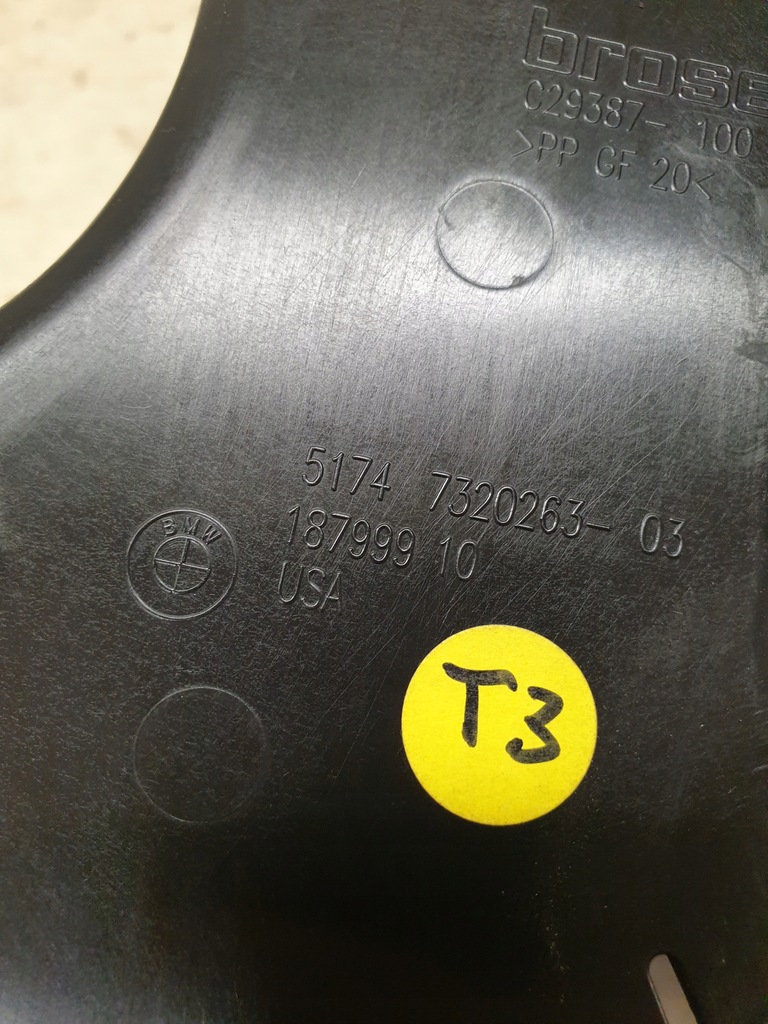 brose
C29387- 100
>PP GF 20<
5174 7320263- 03
BMW
187999 10
USA
T3